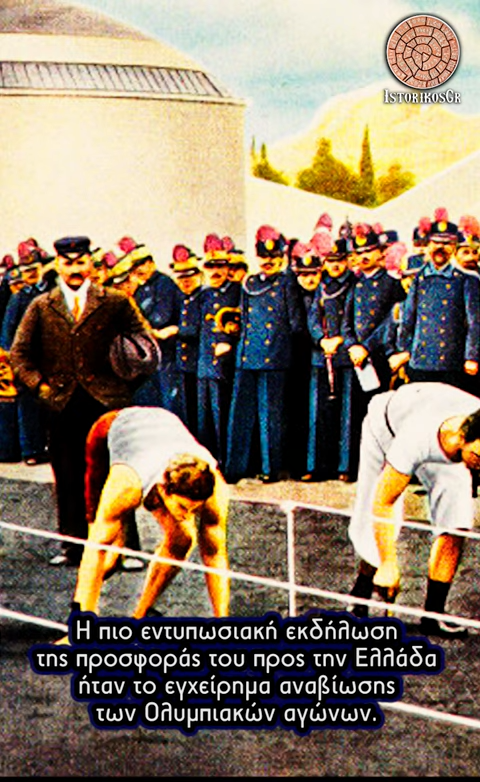 IstorikosGr
Η πιο εντυπωσιακή εκδήλωση
της προσφοράς του προς την Ελλάδα
ήταν το εγχείρημα αναβίωσης
των Ολυμπιακών αγώνων.